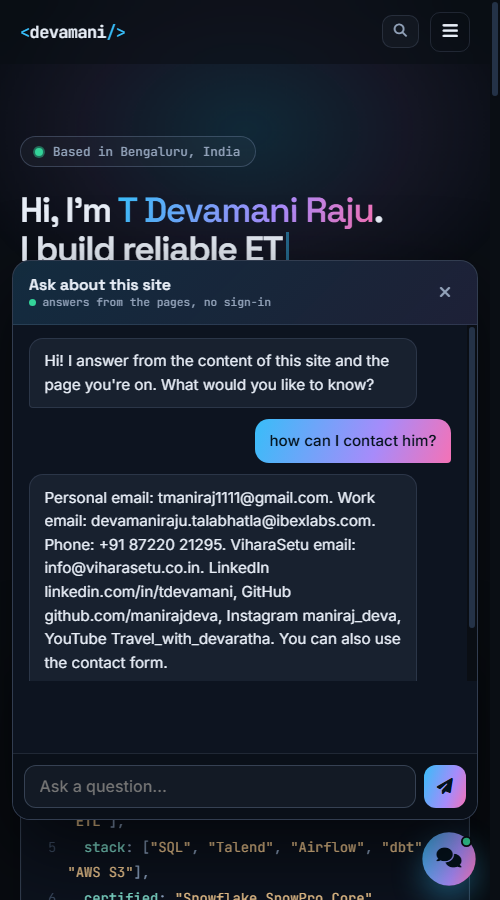 <devamani/>
Based in Bengaluru, India
Hi, I'm T Devamani Raju.
I build reliable ET
Ask about this site
answers from the pages, no sign-in
Hi! I answer from the content of this site and the
page you're on. What would you like to know?
how can I contact him?
Personal email: tmaniraj1111@gmail.com. Work
email: devamaniraju.talabhatla@ibexlabs.com.
Phone: +91 87220 21295. ViharaSetu email:
info@viharasetu.co.in. LinkedIn
linkedin.com/in/tdevamani, GitHub
github.com/manirajdeva, Instagram maniraj_deva,
YouTube Travel_with_devaratha. You can also use
the contact form.
Ask a question...
ETL"],
5 stack: ["SQL", "Talend", "Airflow", "dbt"
"AWS S3"],
6 certified: "Snowflake SnowPro Core"